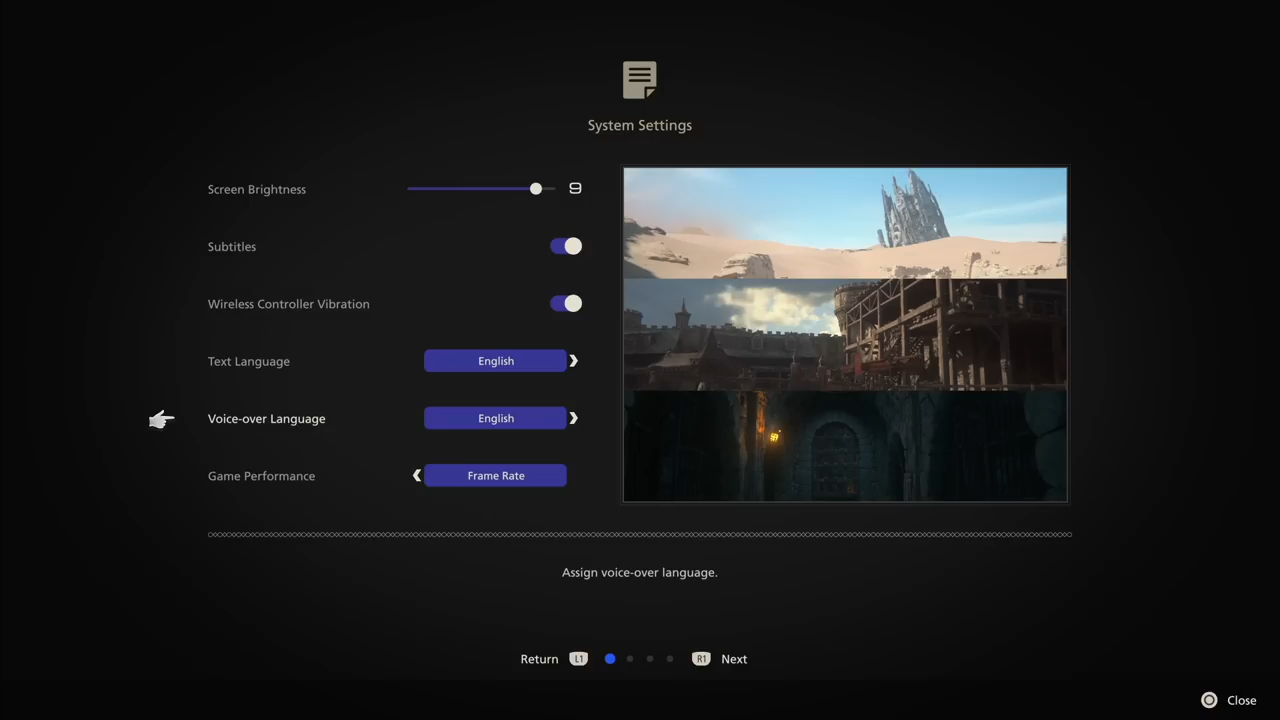 System Settings
Screen Brightness 9
Subtitles
Wireless Controller Vibration
Text Language English
Voice-over Language English
Game Performance Frame Rate
Assign voice-over language.
Return L1 R1 Next
Close